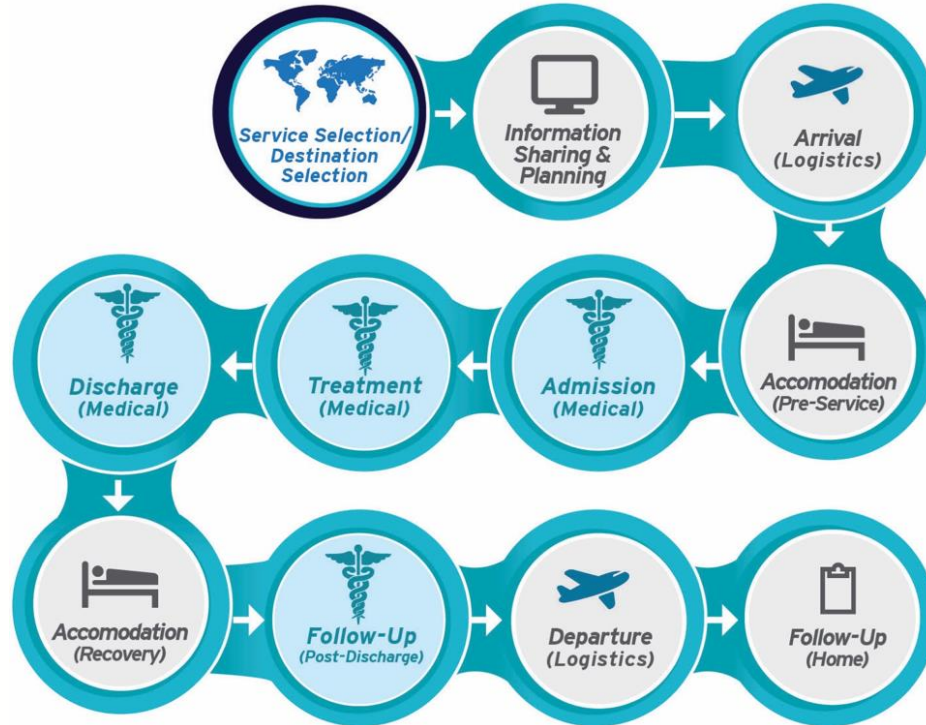 Service Selection/
Destination
Selection
Information
Sharing &
Planning
Arrival
(Logistics)
Accomodation
(Pre-Service)
Admission
(Medical)
Treatment
(Medical)
Discharge
(Medical)
Accomodation
(Recovery)
Follow-Up
(Post-Discharge)
Departure
(Logistics)
Follow-Up
(Home)